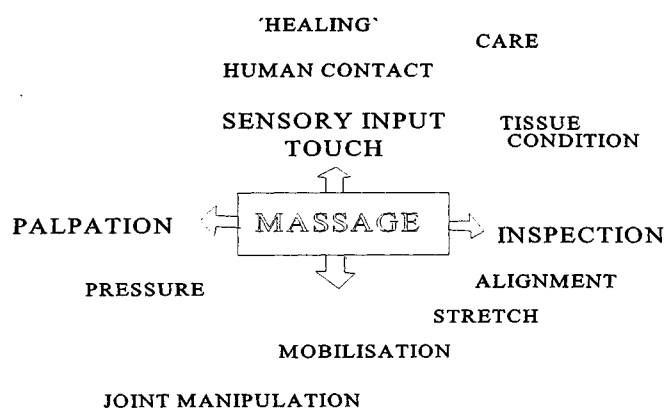 'HEALING`
CARE
HUMAN CONTACT
SENSORY INPUT
TOUCH
TISSUE
CONDITION
PALPATION
MASSAGE
INSPECTION
PRESSURE
ALIGNMENT
STRETCH
MOBILISATION
JOINT MANIPULATION